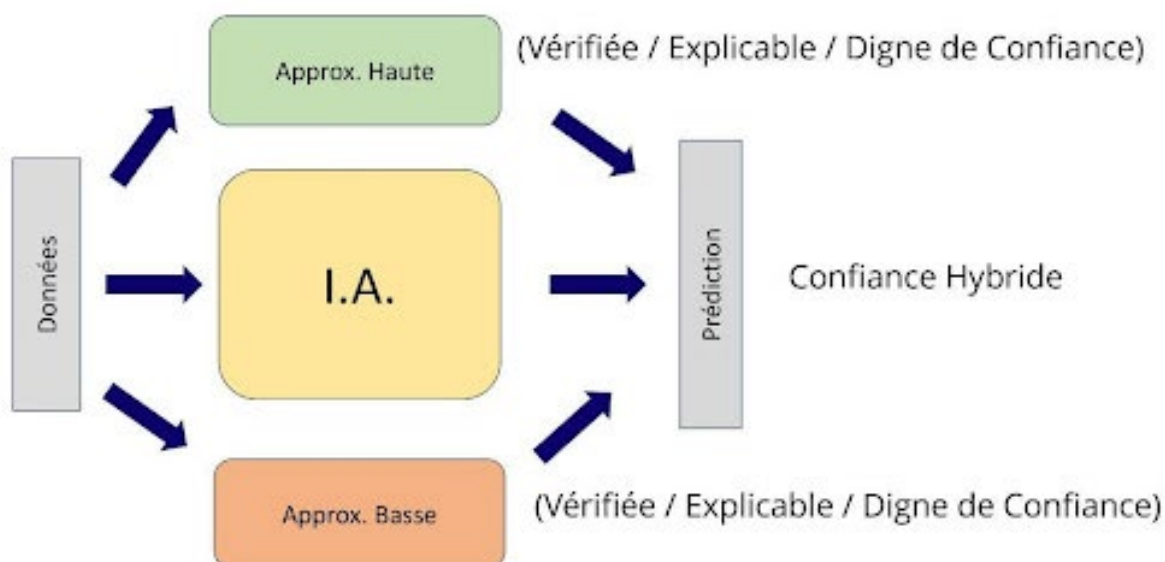 Approx. Haute
(Vérifiée / Explicable / Digne de Confiance)
Données
I.A.
Prédiction
Confiance Hybride
Approx. Basse
(Vérifiée / Explicable / Digne de Confiance)